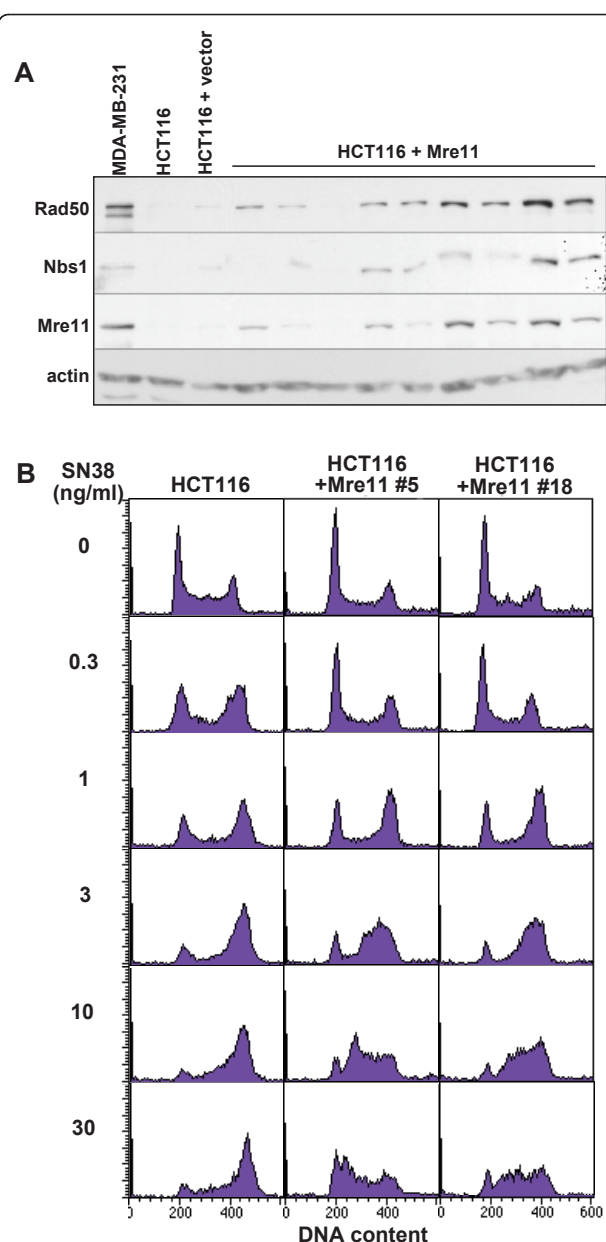 A
MDA-MB-231
HCT116
HCT116 + vector
HCT116 + Mre11
Rad50
Nbs1
Mre11
actin
B
SN38
(ng/ml)
HCT116
HCT116
+Mre11 #5
HCT116
+Mre11 #18
0
0.3
1
3
10
30
0 200 400 0 200 400 0 200 400 600
DNA content